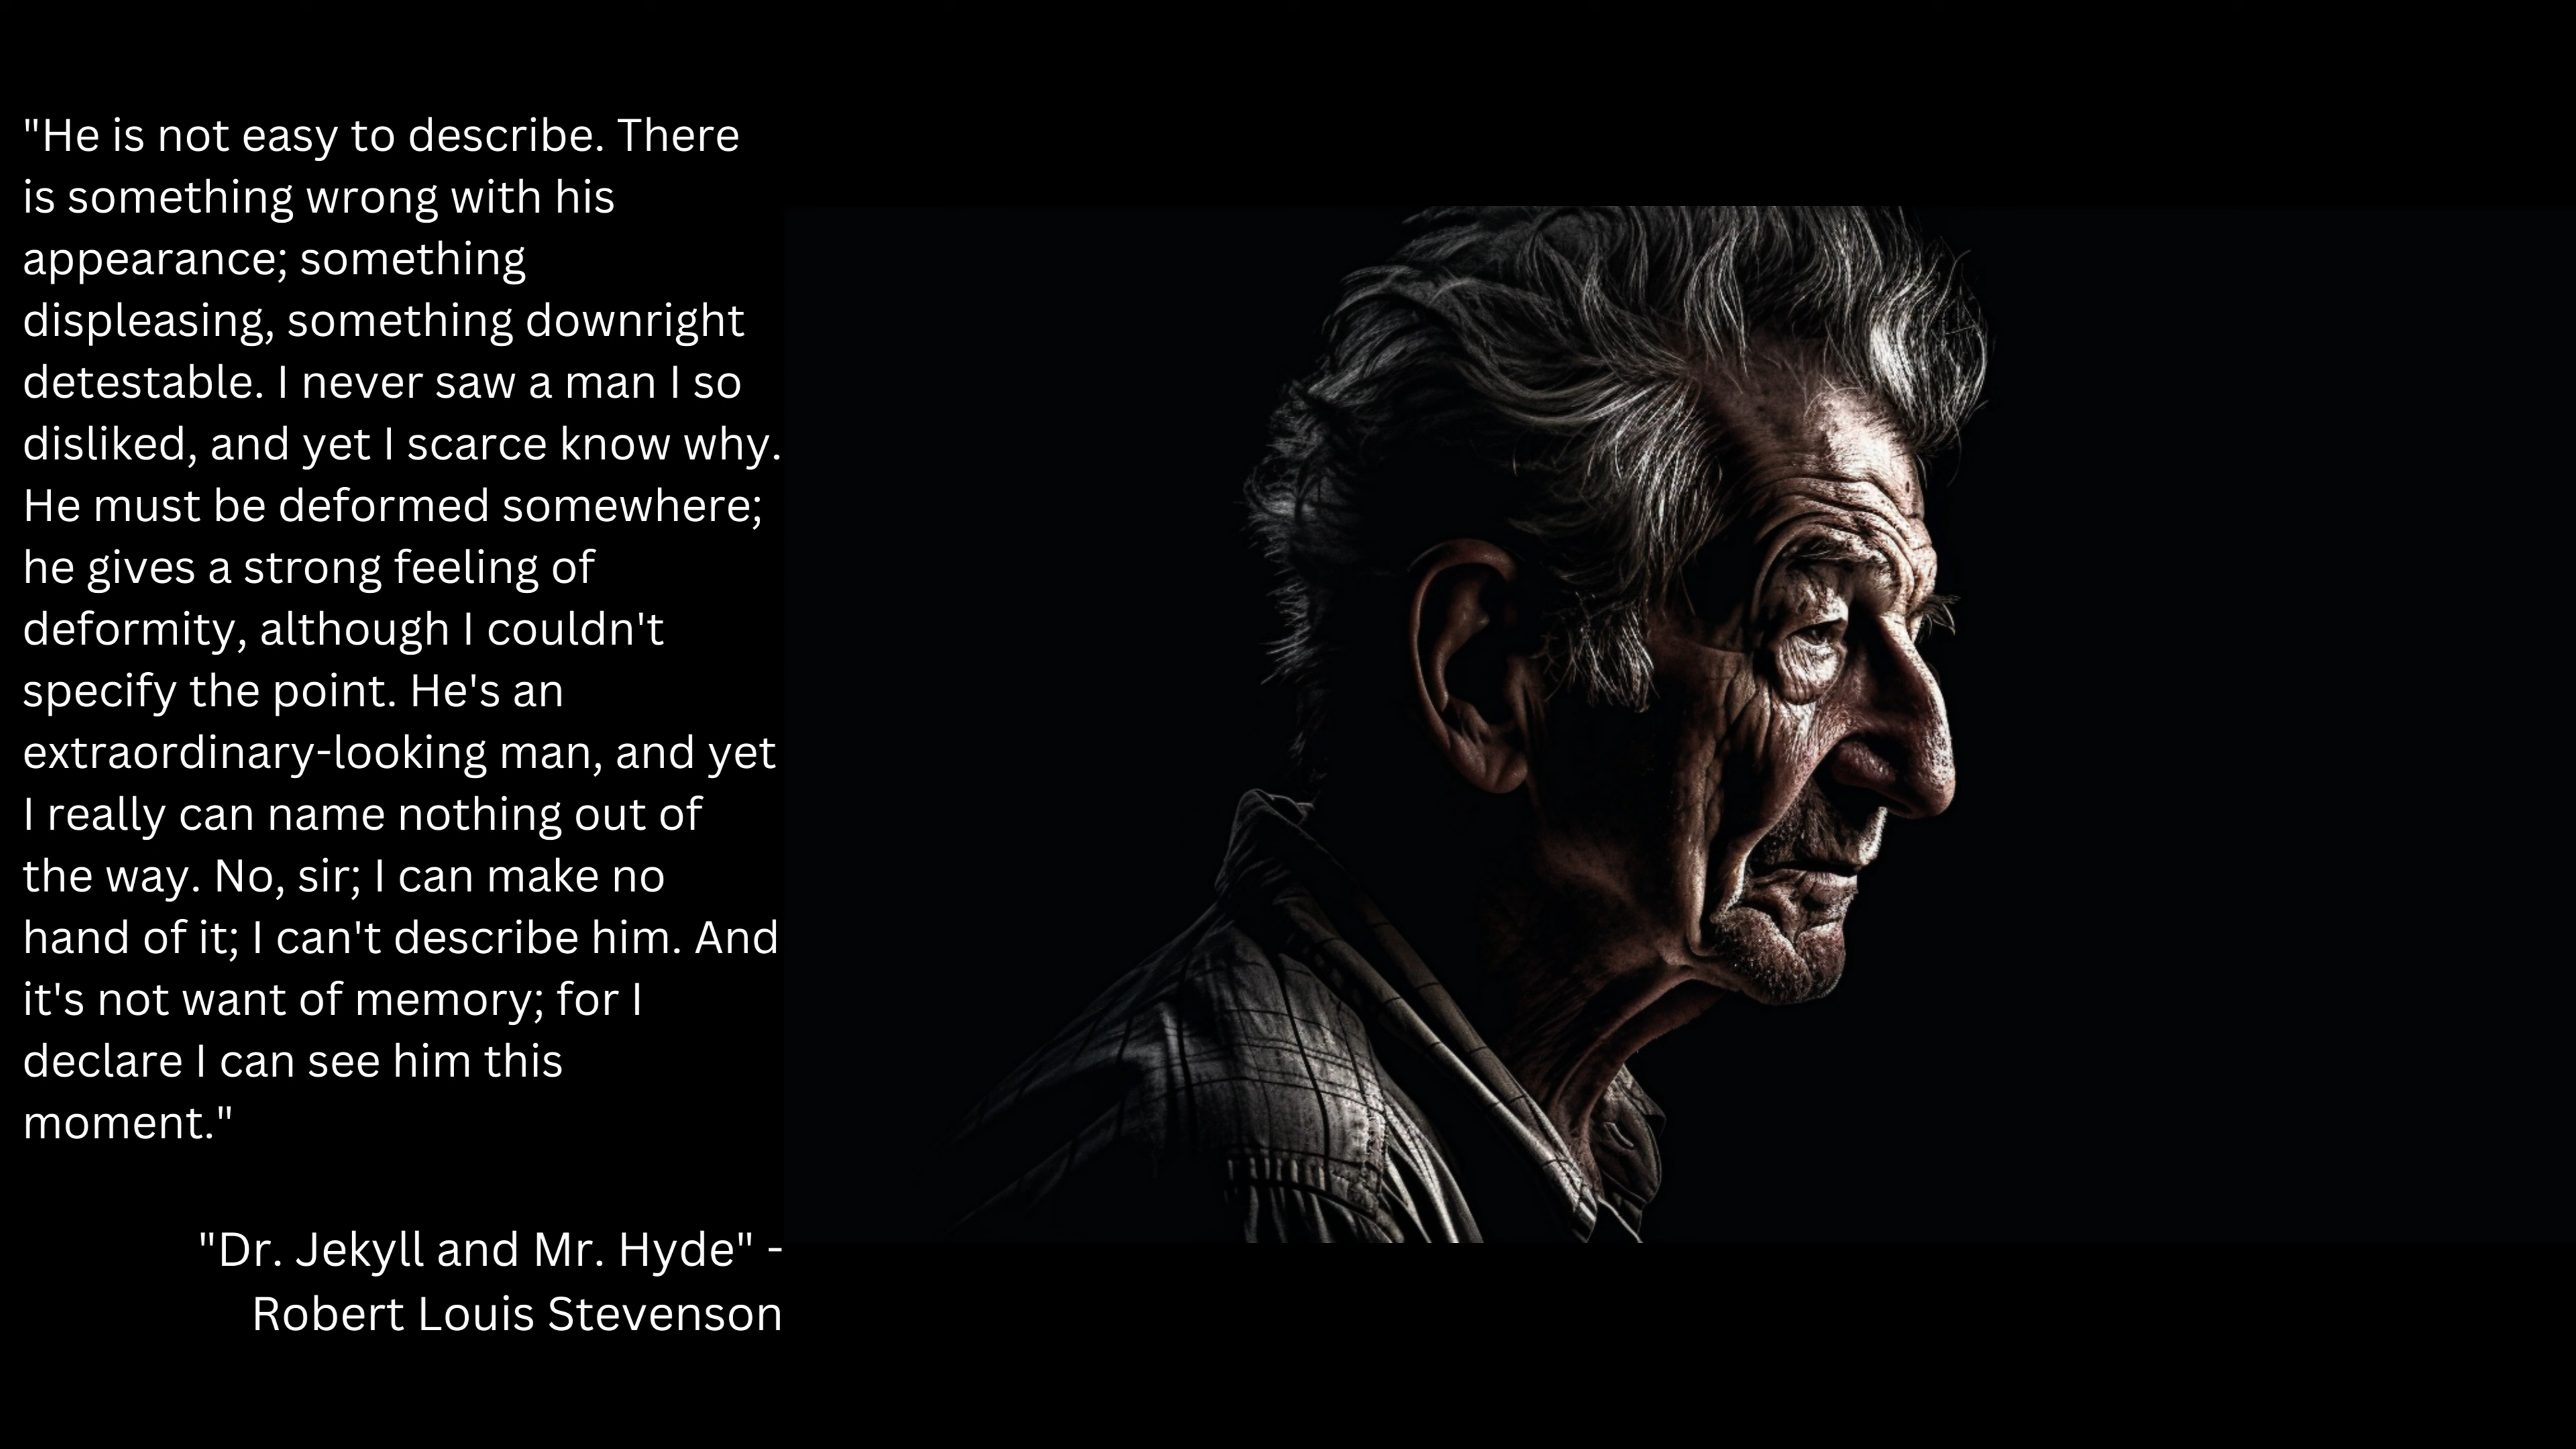 "He is not easy to describe. There
is something wrong with his
appearance; something
displeasing, something downright
detestable. I never saw a man I so
disliked, and yet I scarce know why.
He must be deformed somewhere;
he gives a strong feeling of
deformity, although I couldn't
specify the point. He's an
extraordinary-looking man, and yet
I really can name nothing out of
the way. No, sir; I can make no
hand of it; I can't describe him. And
it's not want of memory; for I
declare I can see him this
moment."
"Dr. Jekyll and Mr. Hyde" -
Robert Louis Stevenson